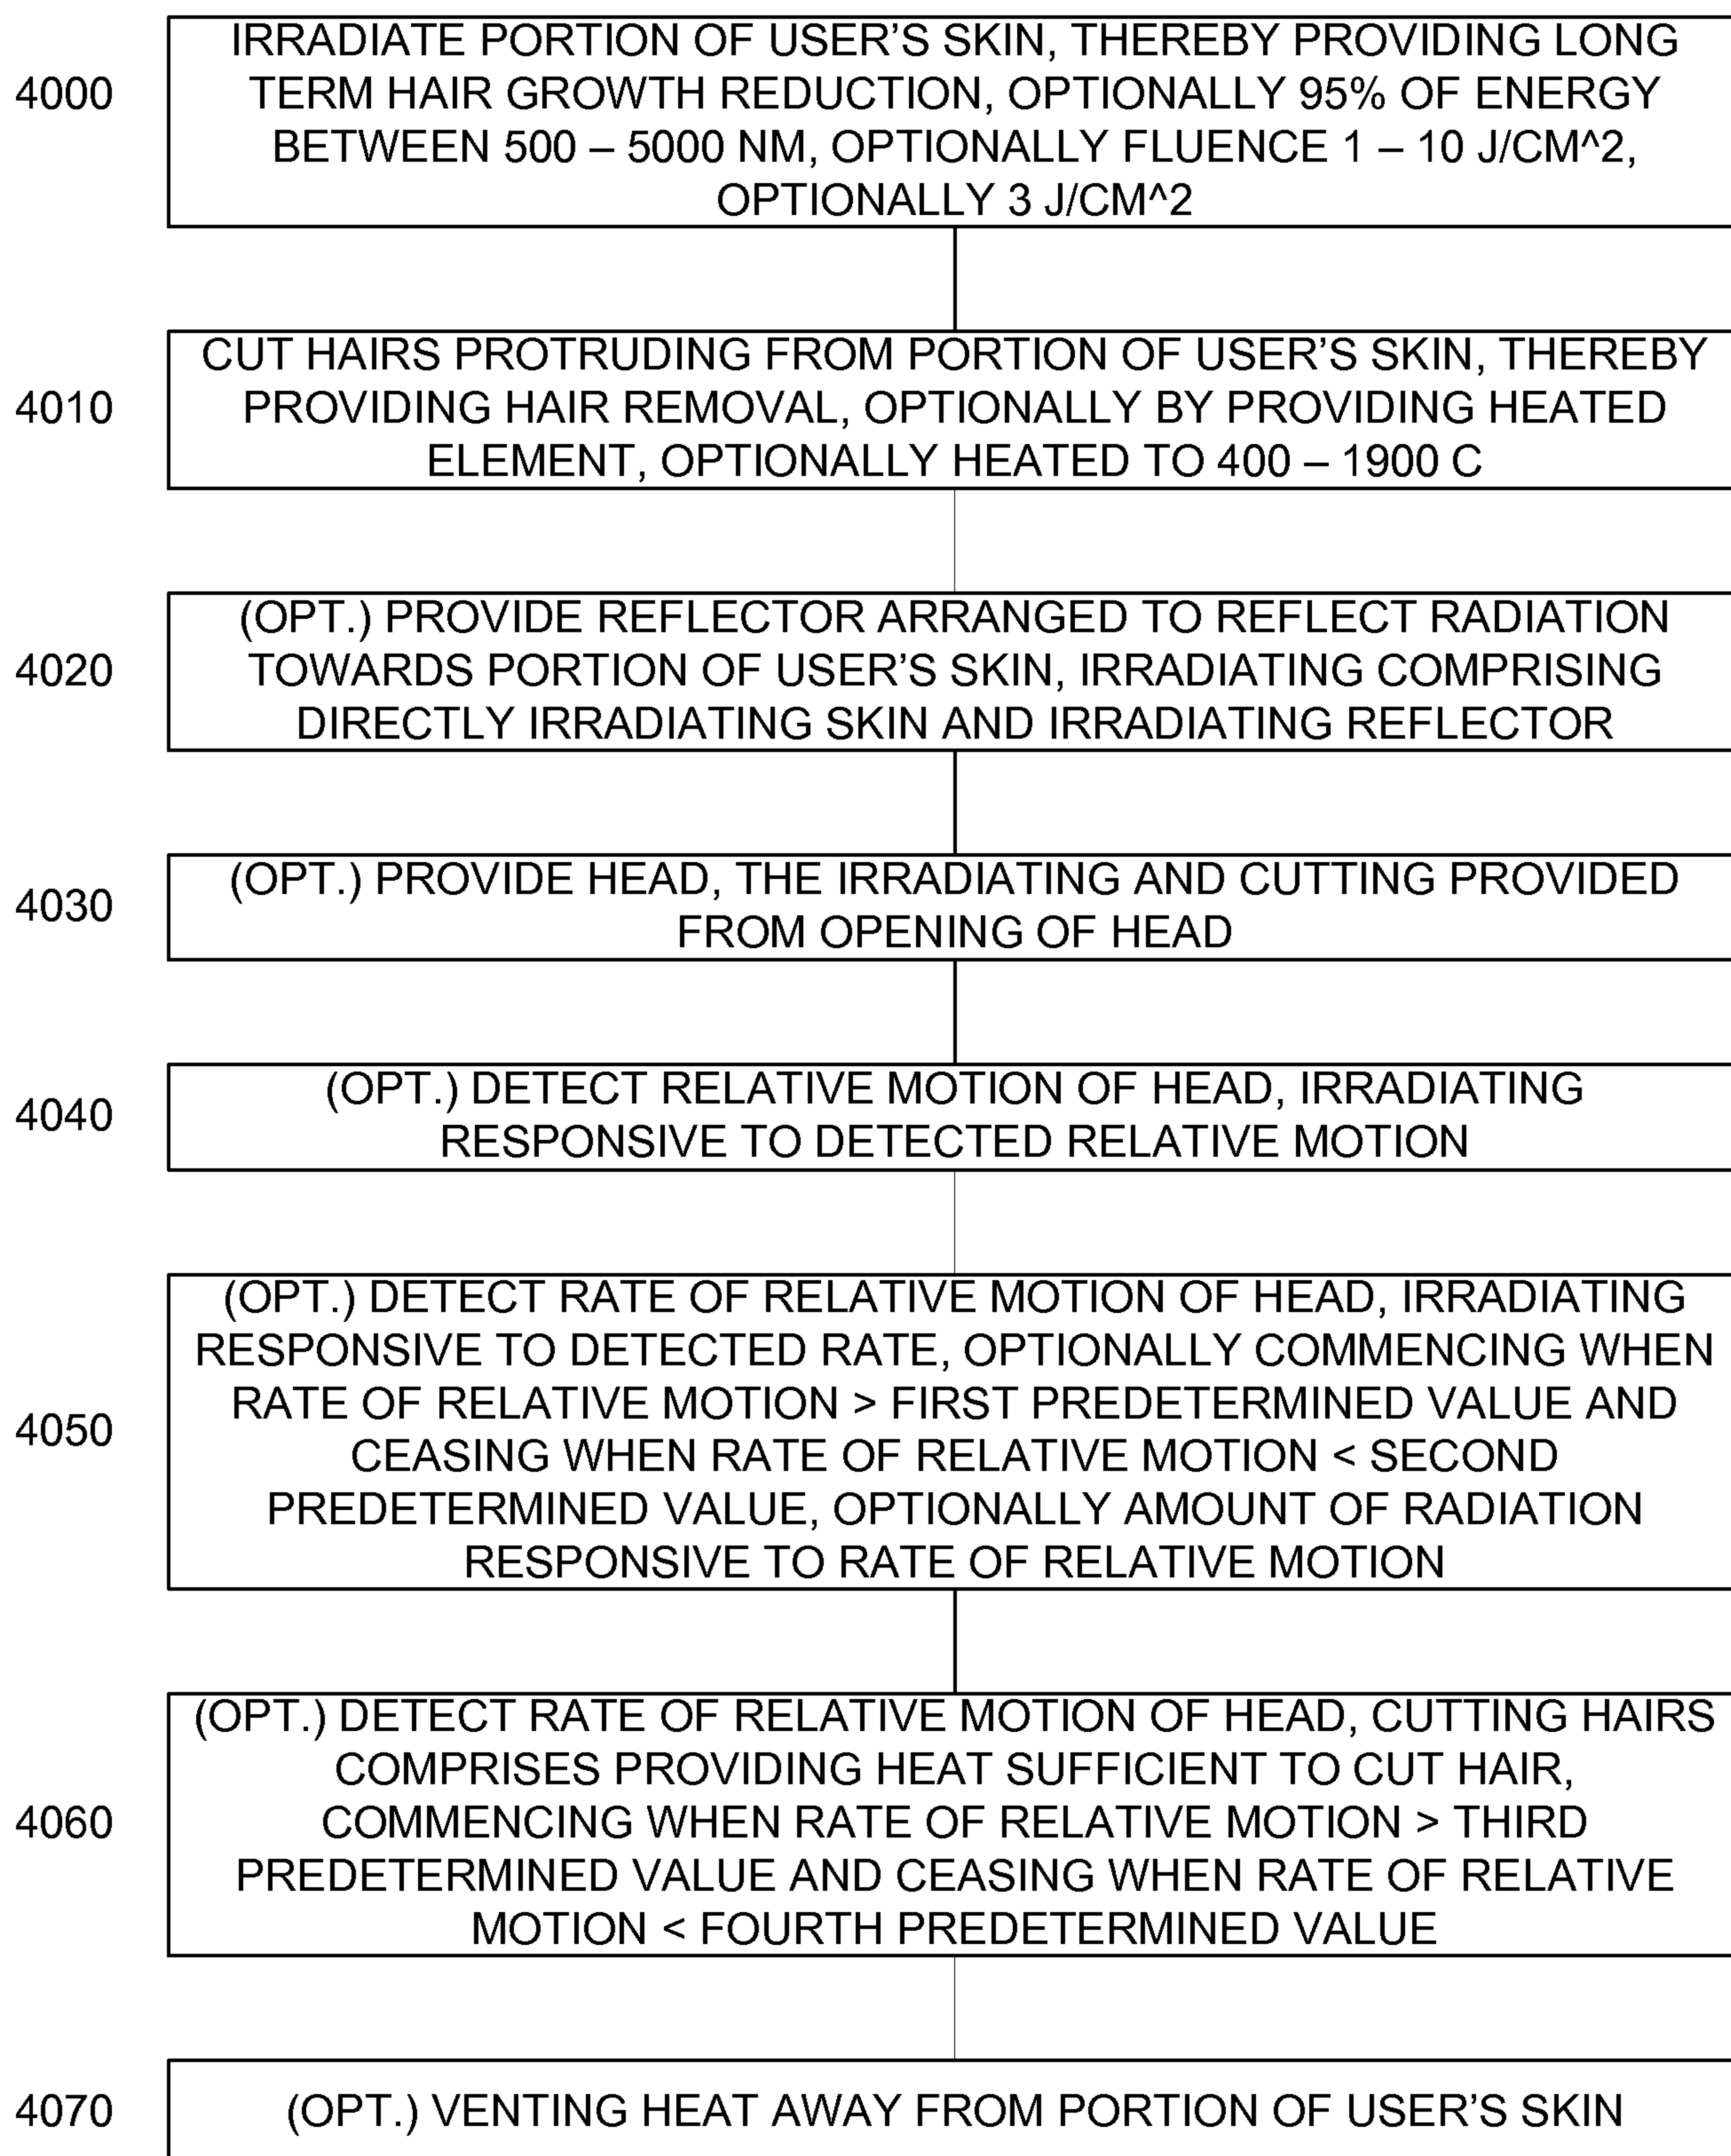 4000
IRRADIATE PORTION OF USER'S SKIN, THEREBY PROVIDING LONG
TERM HAIR GROWTH REDUCTION, OPTIONALLY 95% OF ENERGY
BETWEEN 500 – 5000 NM, OPTIONALLY FLUENCE 1 – 10 J/CM^2,
OPTIONALLY 3 J/CM^2
4010
CUT HAIRS PROTRUDING FROM PORTION OF USER'S SKIN, THEREBY
PROVIDING HAIR REMOVAL, OPTIONALLY BY PROVIDING HEATED
ELEMENT, OPTIONALLY HEATED TO 400 – 1900 C
4020
(OPT.) PROVIDE REFLECTOR ARRANGED TO REFLECT RADIATION
TOWARDS PORTION OF USER'S SKIN, IRRADIATING COMPRISING
DIRECTLY IRRADIATING SKIN AND IRRADIATING REFLECTOR
4030
(OPT.) PROVIDE HEAD, THE IRRADIATING AND CUTTING PROVIDED
FROM OPENING OF HEAD
4040
(OPT.) DETECT RELATIVE MOTION OF HEAD, IRRADIATING
RESPONSIVE TO DETECTED RELATIVE MOTION
4050
(OPT.) DETECT RATE OF RELATIVE MOTION OF HEAD, IRRADIATING
RESPONSIVE TO DETECTED RATE, OPTIONALLY COMMENCING WHEN
RATE OF RELATIVE MOTION > FIRST PREDETERMINED VALUE AND
CEASING WHEN RATE OF RELATIVE MOTION < SECOND
PREDETERMINED VALUE, OPTIONALLY AMOUNT OF RADIATION
RESPONSIVE TO RATE OF RELATIVE MOTION
4060
(OPT.) DETECT RATE OF RELATIVE MOTION OF HEAD, CUTTING HAIRS
COMPRISES PROVIDING HEAT SUFFICIENT TO CUT HAIR,
COMMENCING WHEN RATE OF RELATIVE MOTION > THIRD
PREDETERMINED VALUE AND CEASING WHEN RATE OF RELATIVE
MOTION < FOURTH PREDETERMINED VALUE
4070
(OPT.) VENTING HEAT AWAY FROM PORTION OF USER'S SKIN